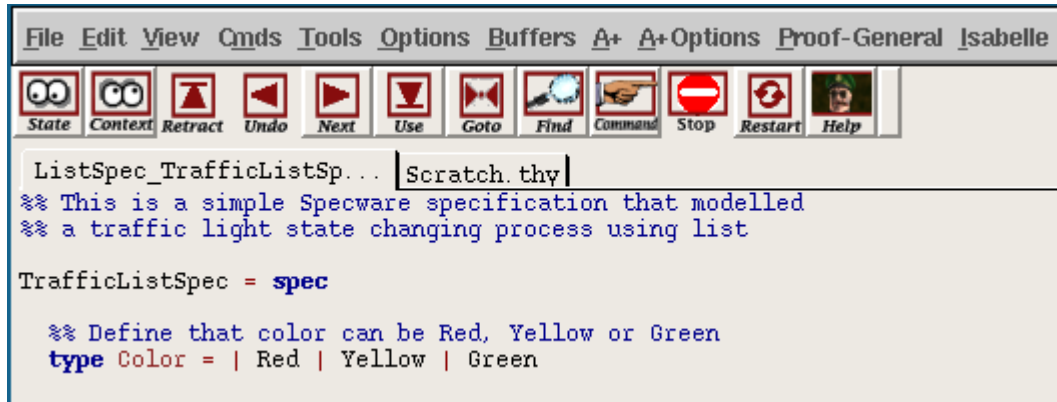 File Edit View Cmds Tools Options Buffers A+ A+Options Proof-General Isabelle
State Context Retract Undo Next Use Goto Find Command Stop Restart Help
ListSpec_TrafficListSp... Scratch.thy
%% This is a simple Specware specification that modelled
%% a traffic light state changing process using list
TrafficListSpec = spec
%% Define that color can be Red, Yellow or Green
type Color = | Red | Yellow | Green